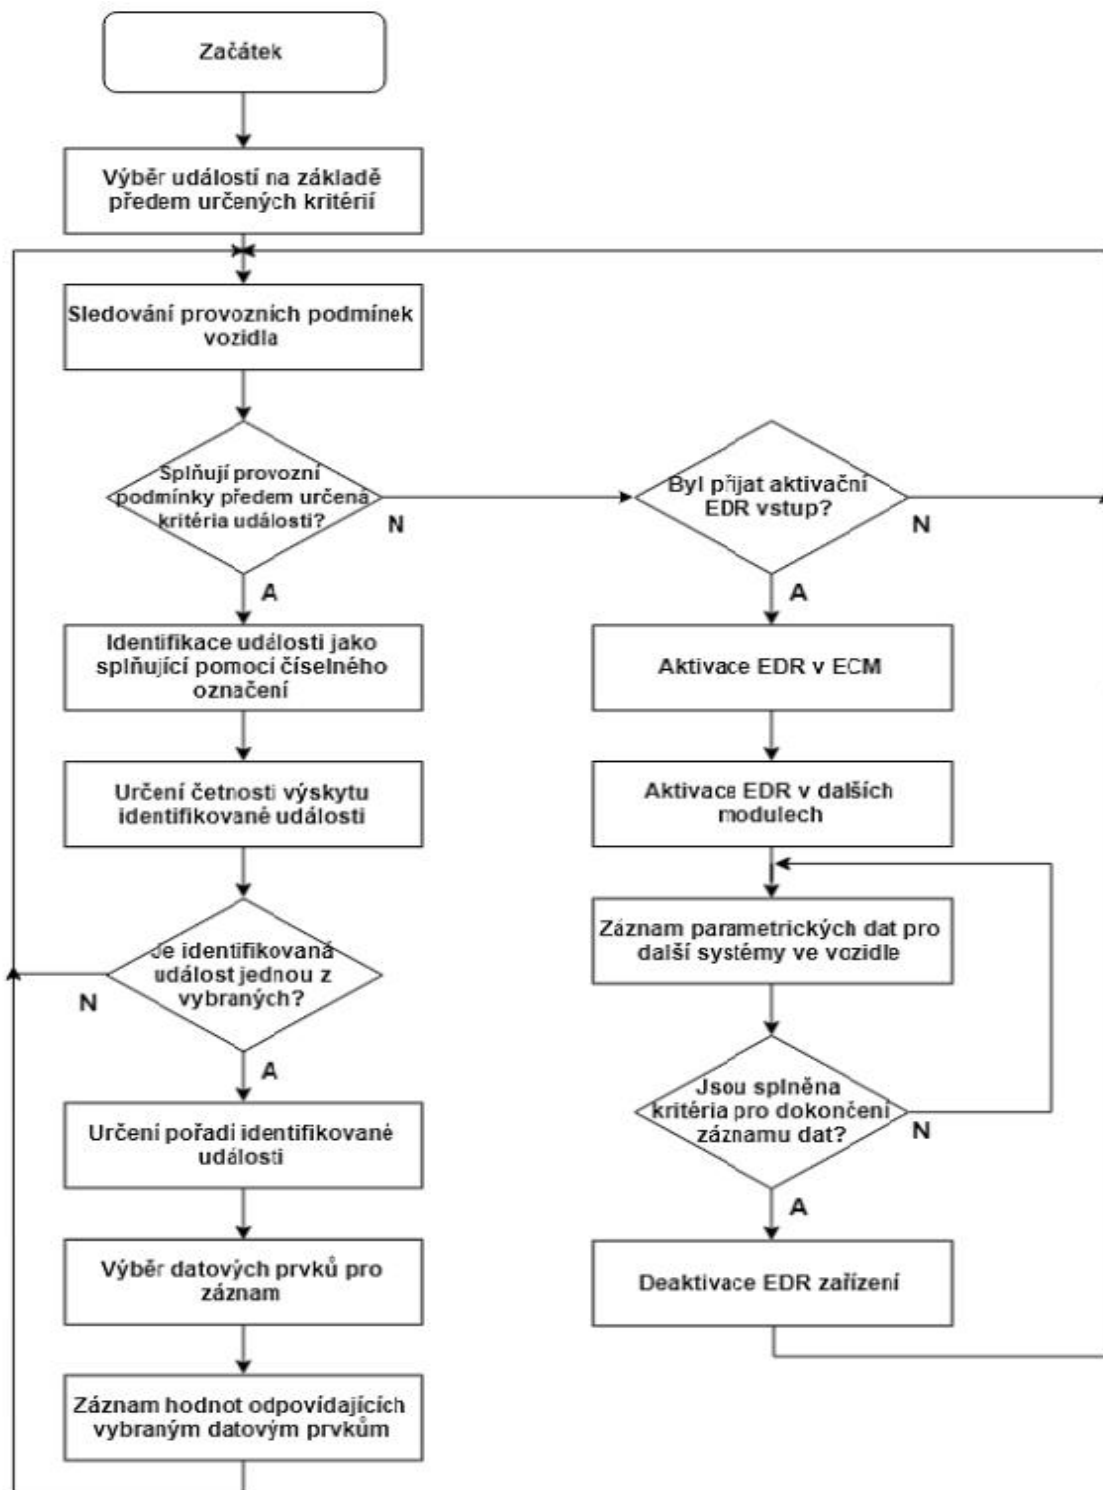 Začátek
Výběr událostí na základě
předem určených kritérií
Sledování provozních podmínek
vozidla
Splňují provozní
podmínky předem určená
kritéria události?
N
A
Identifikace události jako
splňující pomocí číselného
označení
Určení četnosti výskytu
identifikované události
Je identifikovaná
událost jednou z
vybraných?
N
A
Určení pořadí identifikované
události
Výběr datových prvků pro
záznam
Záznam hodnot odpovídajících
vybraným datovým prvkům
Byl přijat aktivační
EDR vstup?
N
A
Aktivace EDR v ECM
Aktivace EDR v dalších
modulech
Záznam parametrických dat pro
další systémy ve vozidle
Jsou splněna
kritéria pro dokončení
záznamu dat?
N
A
Deaktivace EDR zařízení